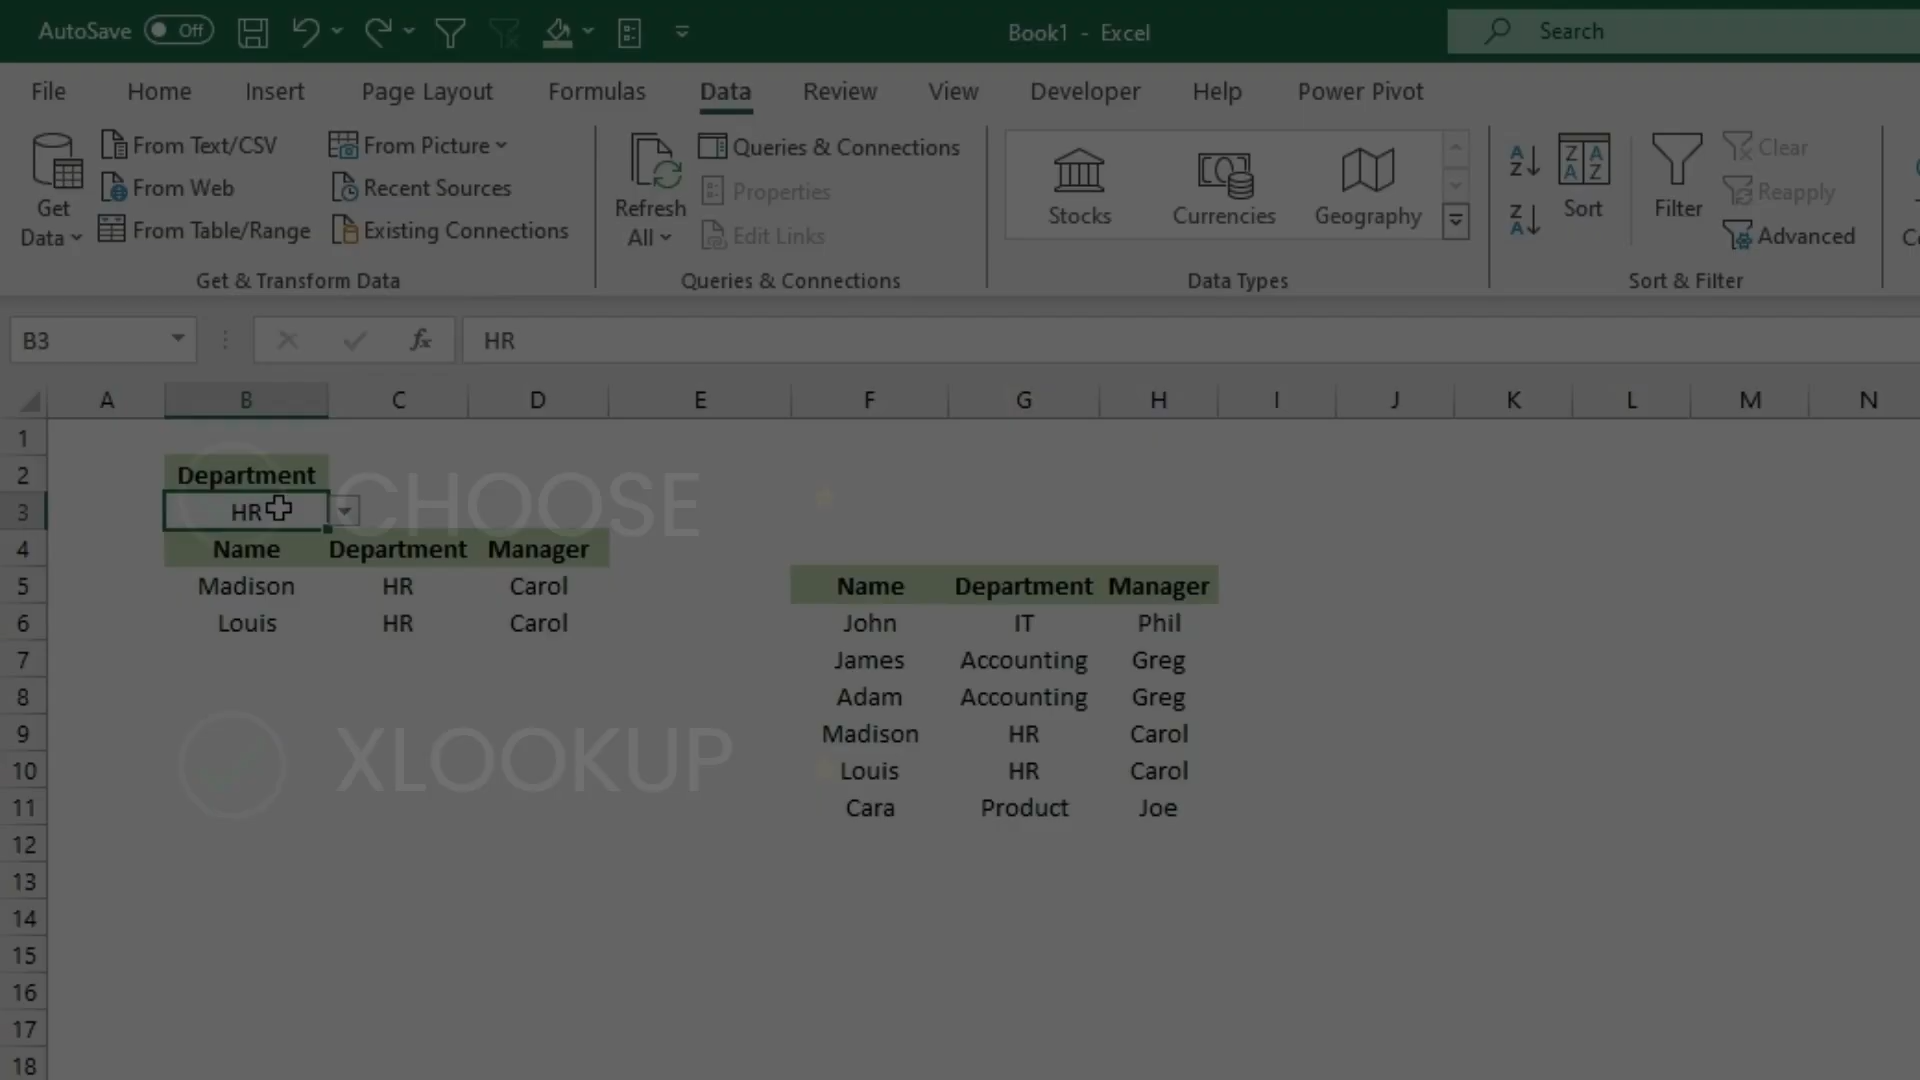 AutoSave Off Book1 - Excel Search
File Home Insert Page Layout Formulas Data Review View Developer Help Power Pivot
Get Data
From Text/CSV
From Web
From Table/Range
From Picture
Recent Sources
Existing Connections
Get & Transform Data
Refresh All
Queries & Connections
Properties
Edit Links
Queries & Connections
Stocks Currencies Geography
Data Types
Sort
Filter
Clear
Reapply
Advanced
Sort & Filter
B3 fx HR
A B C D E F G H I J K L M N
1
2 Department
3 HR
CHOOSE
4 Name Department Manager
5 Madison HR Carol Name Department Manager
6 Louis HR Carol John IT Phil
7 James Accounting Greg
8 Adam Accounting Greg
9 Madison HR Carol
XLOOKUP
10 Louis HR Carol
11 Cara Product Joe
12
13
14
15
16
17
18